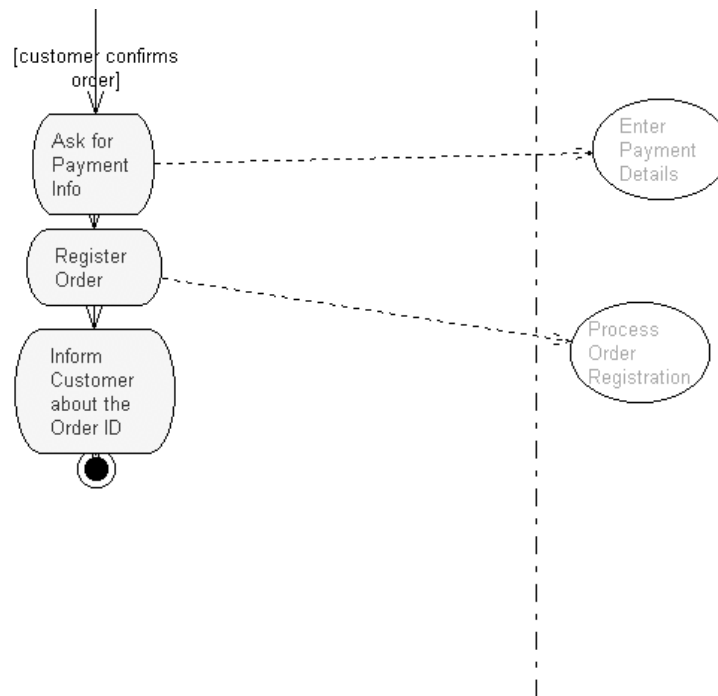 [customer confirms
order]
Ask for
Payment
Info
Enter
Payment
Details
Register
Order
Process
Order
Registration
Inform
Customer
about the
Order ID